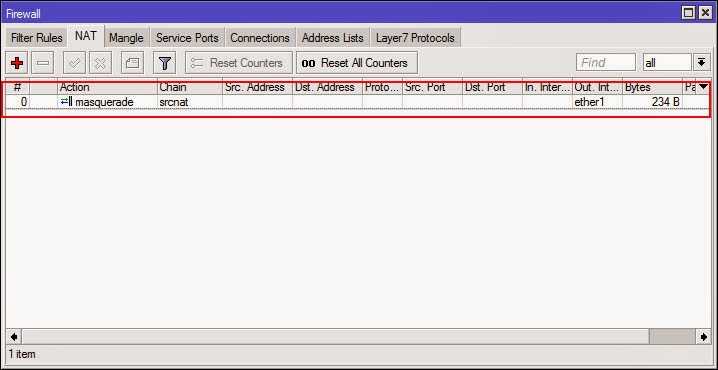 Firewall
Filter Rules NAT Mangle Service Ports Connections Address Lists Layer7 Protocols
Reset Counters 00 Reset All Counters Find all
# Action Chain Src. Address Dst. Address Proto... Src. Port Dst. Port In. Inter... Out. Int... Bytes Pa
0 masquerade srcnat ether1 234 B
1 item